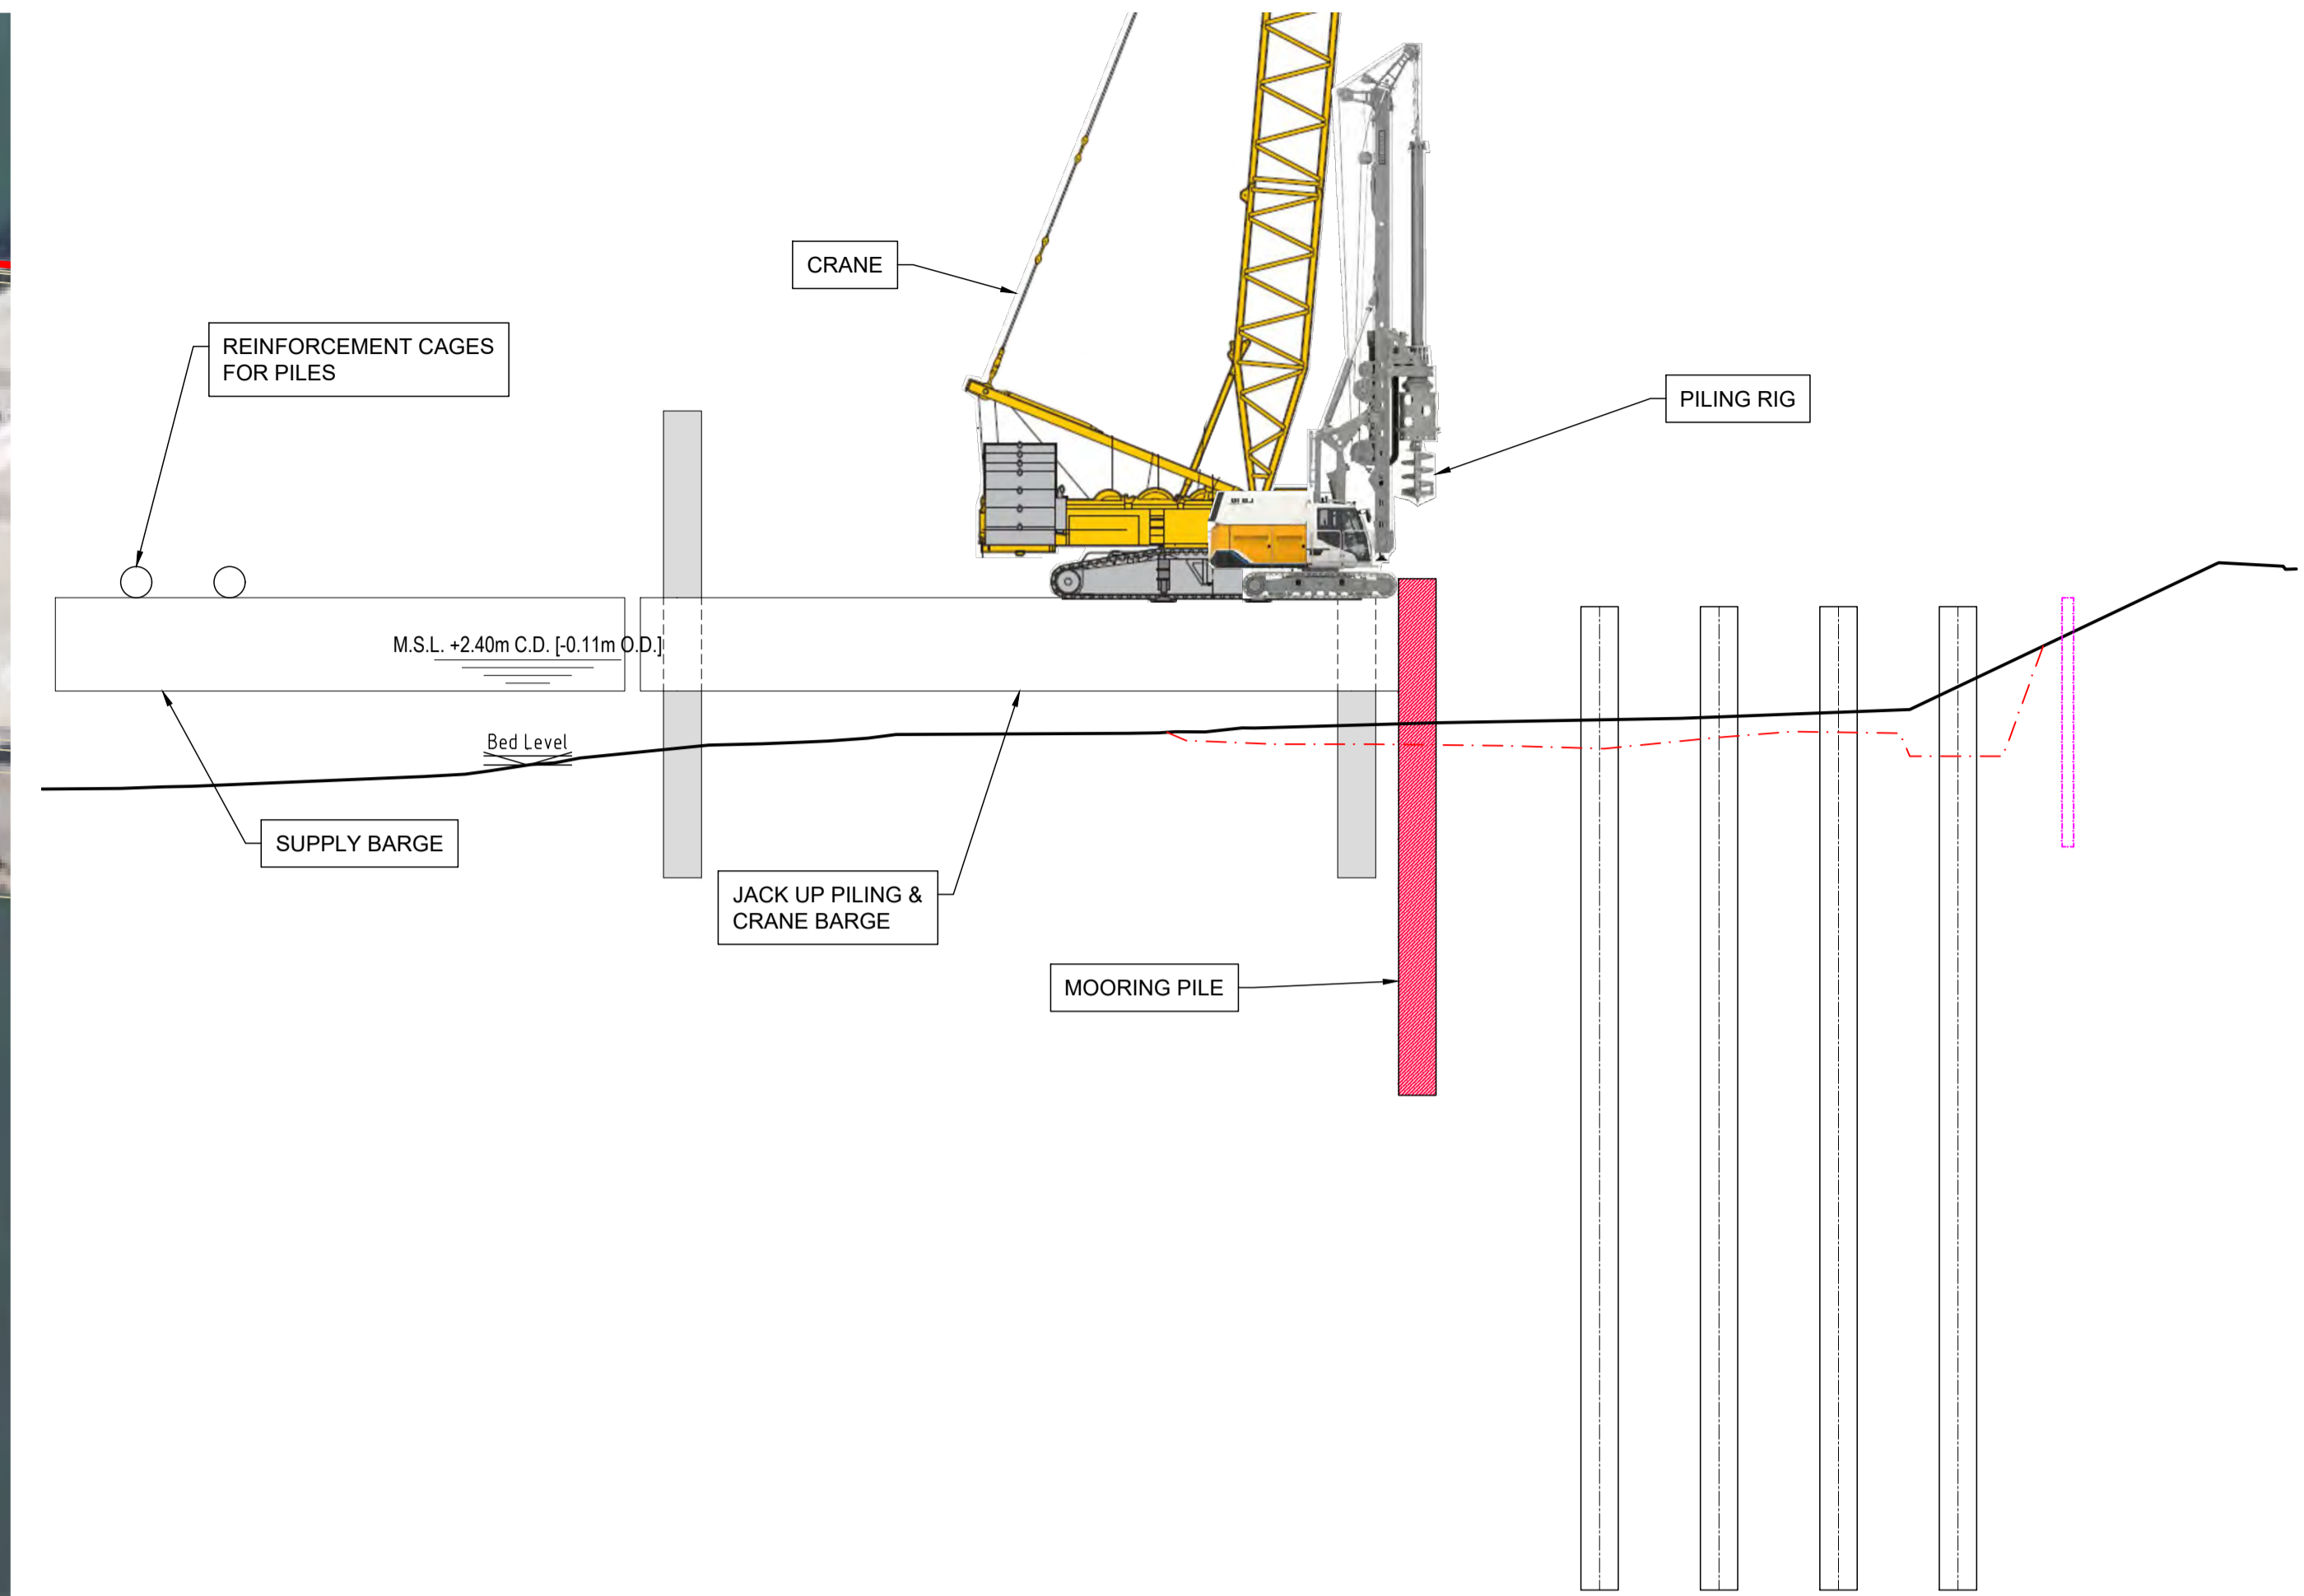 CRANE
REINFORCEMENT CAGES
FOR PILES
PILING RIG
M.S.L. +2.40m C.D. [-0.11m O.D.]
Bed Level
SUPPLY BARGE
JACK UP PILING &
CRANE BARGE
MOORING PILE